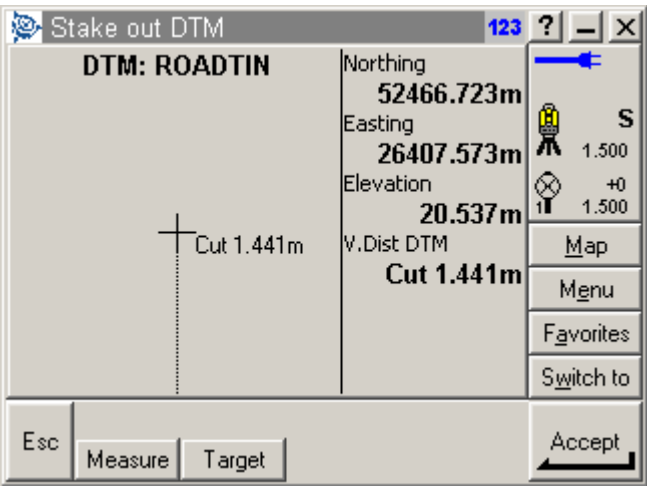 Stake out DTM 123 ? – X
DTM: ROADTIN
Northing
52466.723m
Easting
26407.573m
Elevation
20.537m
V.Dist DTM
Cut 1.441m
Cut 1.441m
S
1.500
+0
1
1.500
Map
Menu
Favorites
Switch to
Esc
Measure
Target
Accept